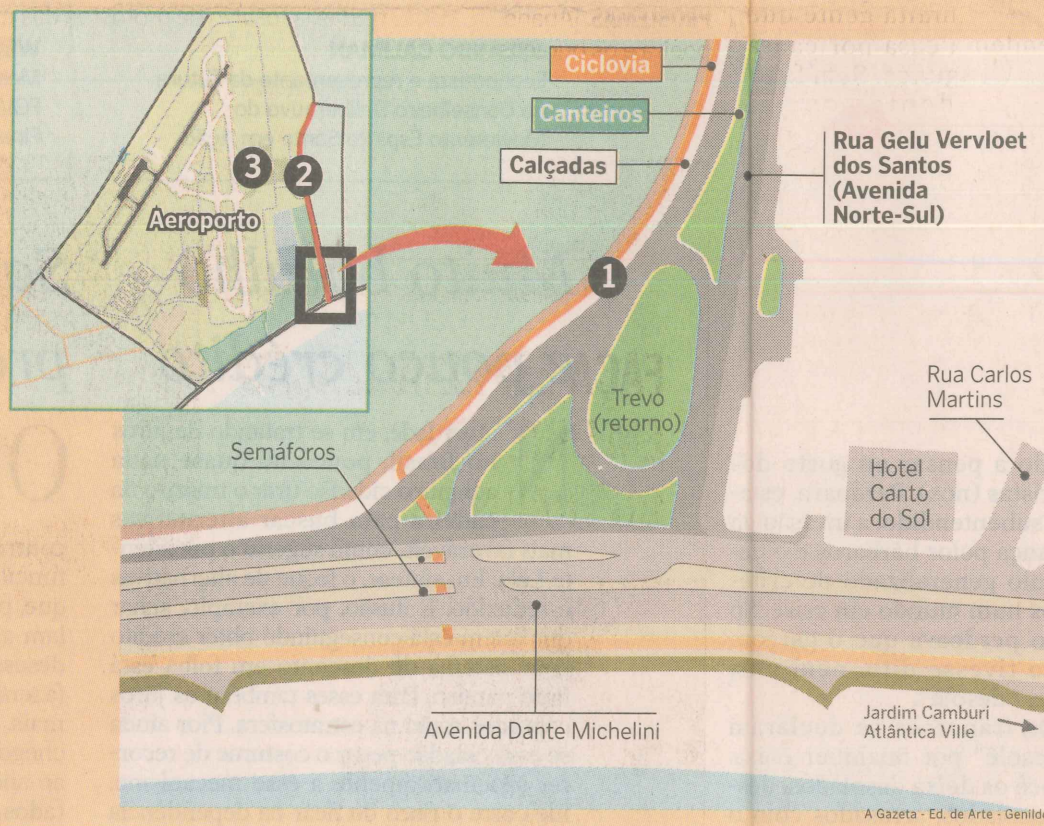 Ciclovia
Canteiros
Calçadas
Rua Gelu Vervloet
dos Santos
(Avenida
Norte-Sul)
3
2
Aeroporto
1
Trevo
(retorno)
Rua Carlos
Martins
Semáforos
Hotel
Canto
do Sol
Avenida Dante Michelini
Jardim Camburi
Atlântica Ville
A Gazeta - Ed. de Arte - Genildo